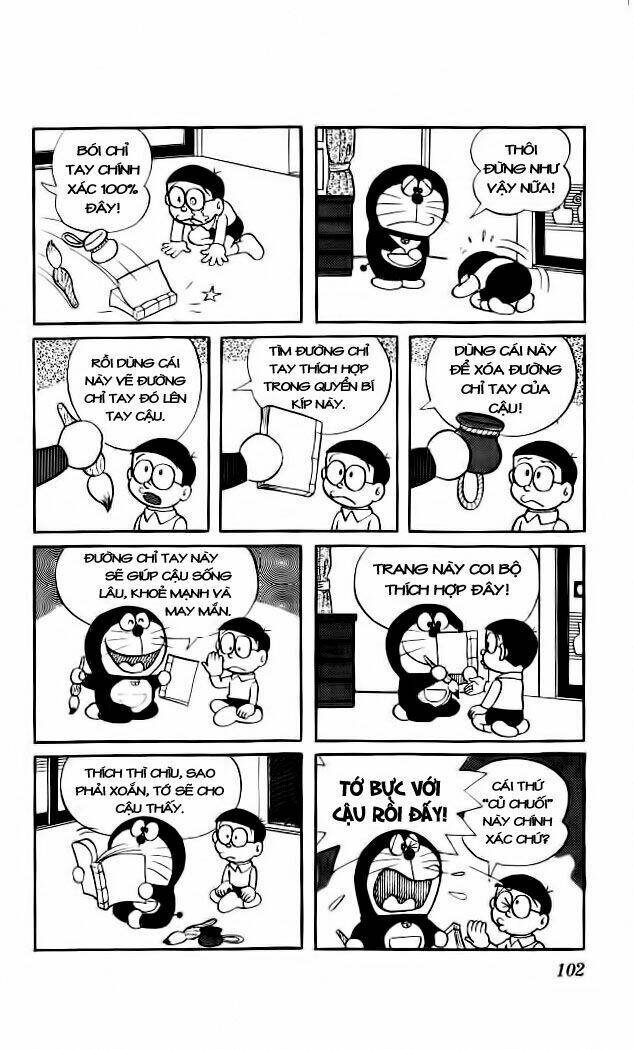 THÔI
ĐỪNG NHƯ
VẬY NỮA!
BÓI CHỈ
TAY CHÍNH
XÁC 100%
ĐÂY!
DÙNG CÁI NÀY
ĐỂ XÓA ĐƯỜNG
CHỈ TAY CỦA
CẬU!
TÌM ĐƯỜNG CHỈ
TAY THÍCH HỢP
TRONG QUYỂN BÍ
KÍP NÀY.
RỒI DÙNG CÁI
NÀY VẼ ĐƯỜNG
CHỈ TAY ĐÓ LÊN
TAY CẬU.
TRANG NÀY COI BỘ
THÍCH HỢP ĐÂY!
ĐƯỜNG CHỈ TAY NÀY
SẼ GIÚP CẬU SỐNG
LÂU, KHOẺ MẠNH VÀ
MAY MẮN.
CÁI THỨ
"CỦ CHUỐI"
NÀY CHÍNH
XÁC CHỨ?
TỚ BỰC VỚI
CẬU RỒI ĐẤY!
THÍCH THÌ CHÌU, SAO
PHẢI XOẮN, TỚ SẼ CHO
CẬU THẤY.
102